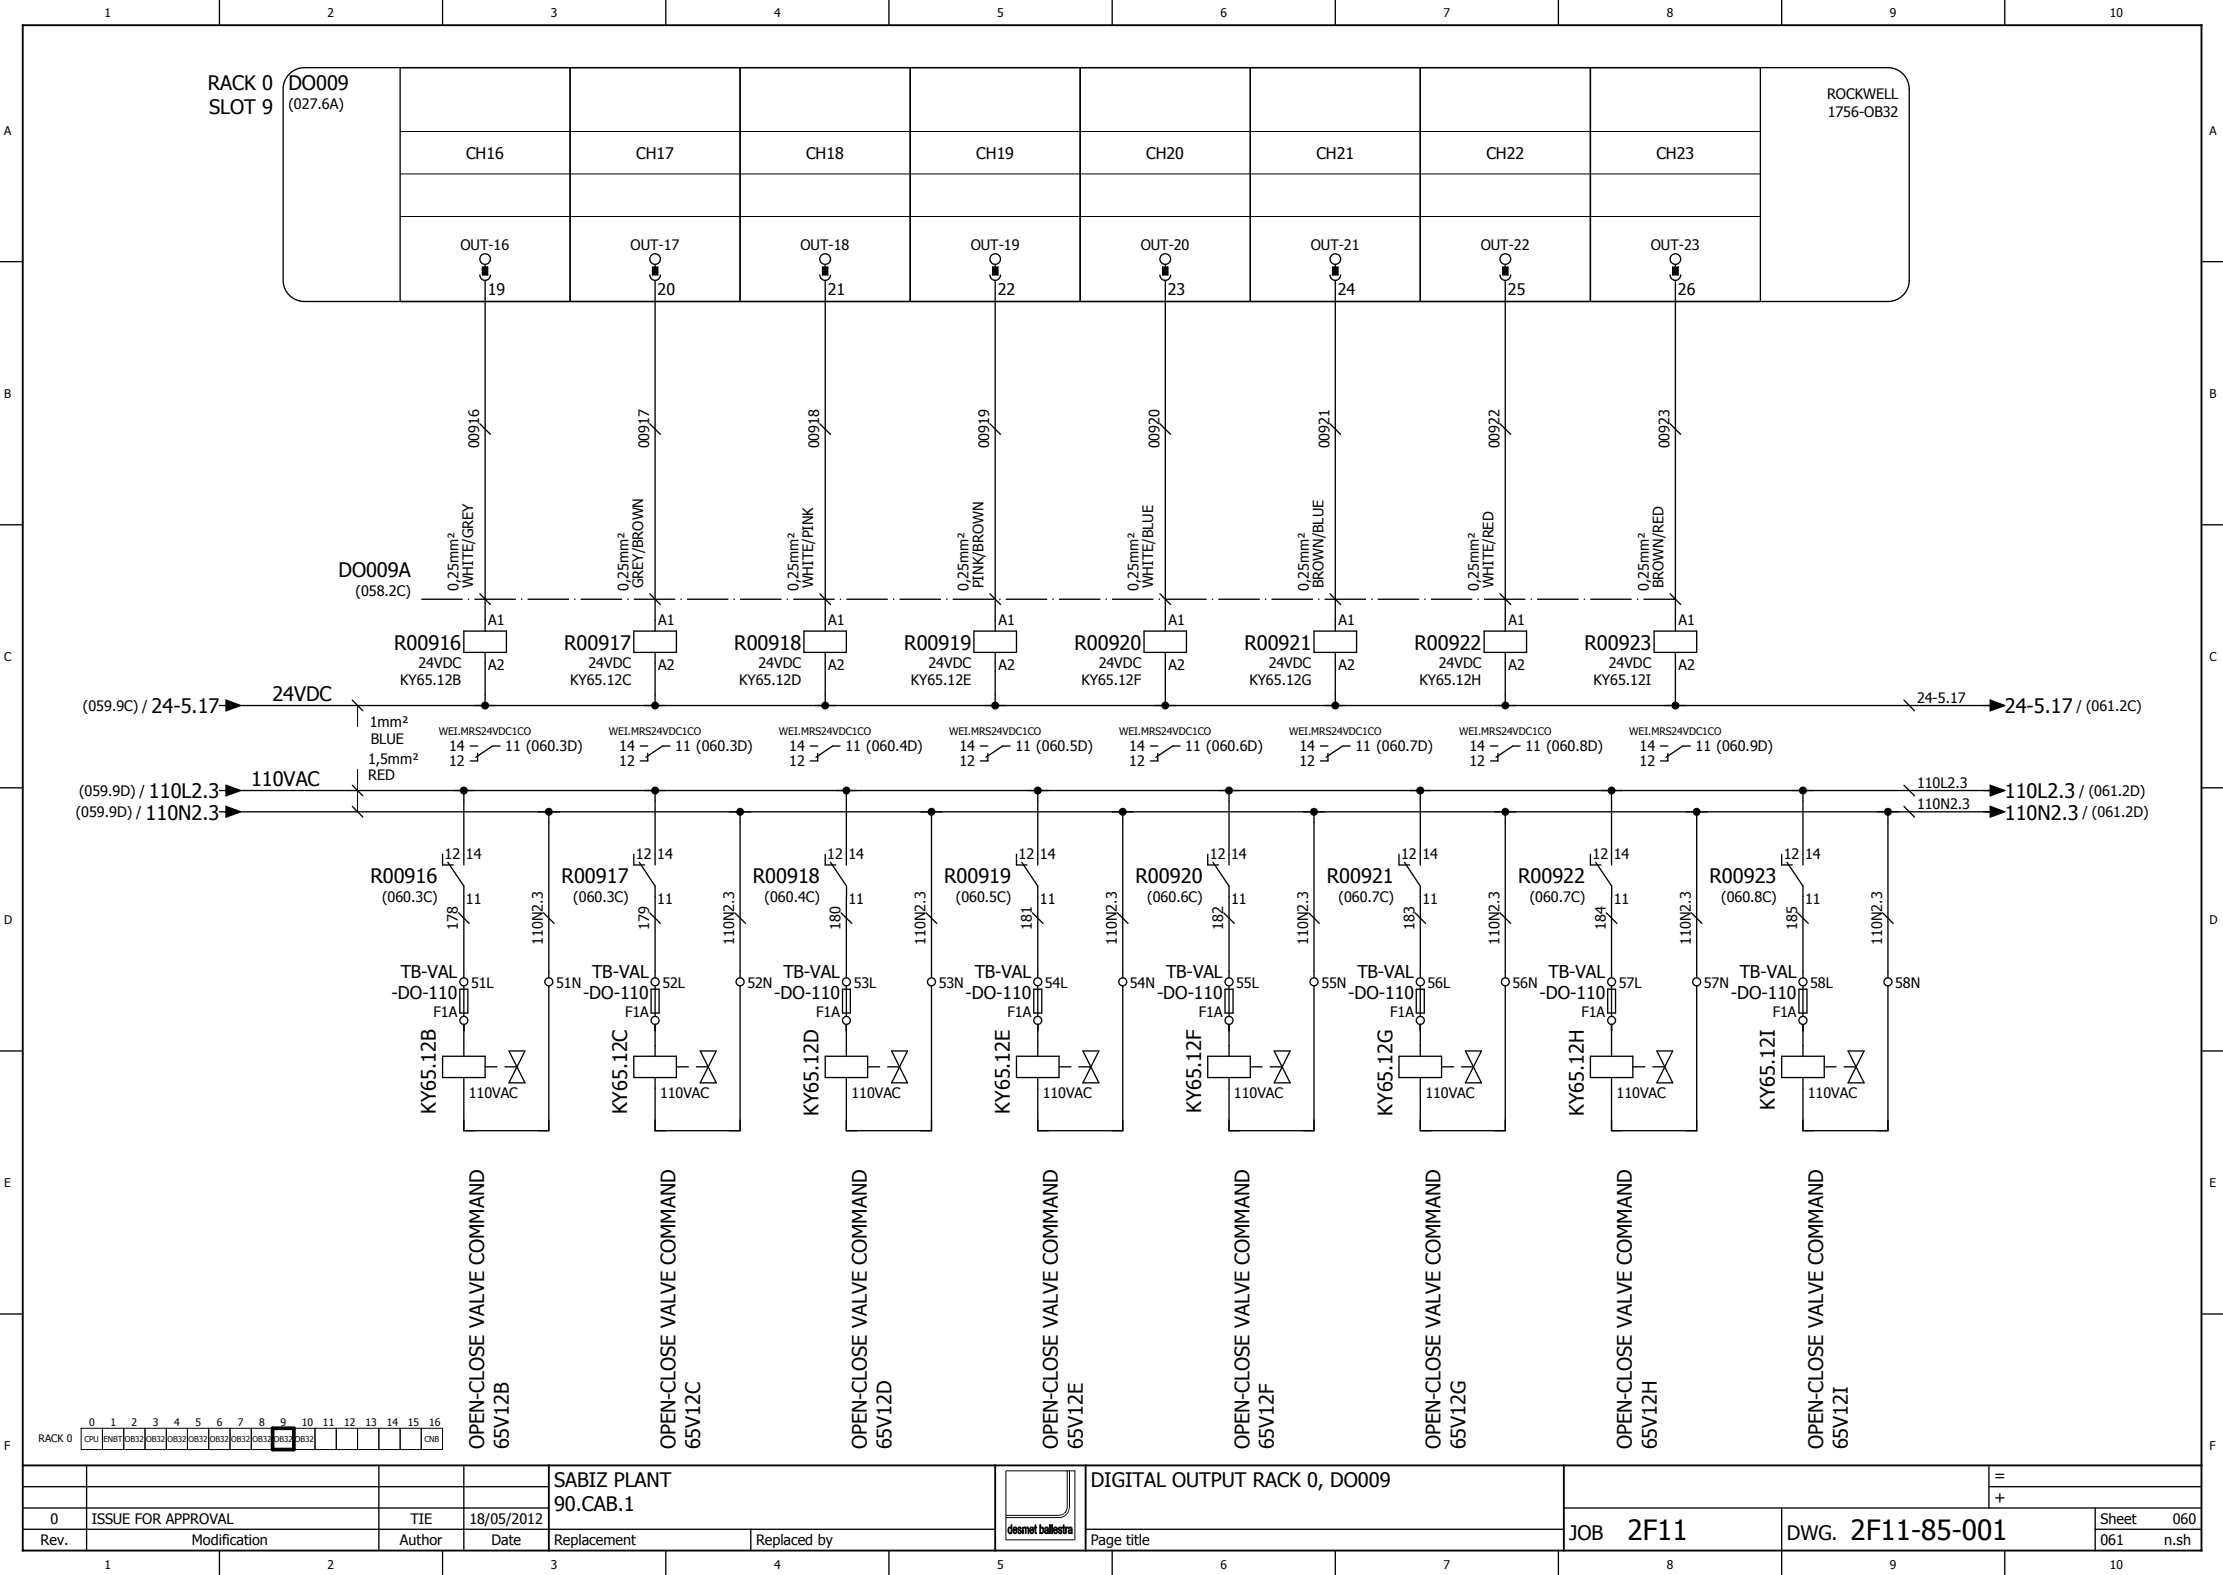 1 2 3 4 5 6 7 8 9 10
RACK 0 DO009
SLOT 9 (027.6A)
ROCKWELL
1756-OB32
A A
CH16 CH17 CH18 CH19 CH20 CH21 CH22 CH23
OUT-16 OUT-17 OUT-18 OUT-19 OUT-20 OUT-21 OUT-22 OUT-23
19 20 21 22 23 24 25 26
B B
00916 00917 00918 00919 00920 00921 00922 00923
0,25mm² 0,25mm² 0,25mm² 0,25mm² 0,25mm² 0,25mm² 0,25mm² 0,25mm²
WHITE/GREY GREY/BROWN WHITE/PINK PINK/BROWN WHITE/BLUE BROWN/BLUE WHITE/RED BROWN/RED
DO009A
(058.2C)
A1 A1 A1 A1 A1 A1 A1 A1
R00916 R00917 R00918 R00919 R00920 R00921 R00922 R00923
C C
24VDC A2 24VDC A2 24VDC A2 24VDC A2 24VDC A2 24VDC A2 24VDC A2 24VDC A2
KY65.12B KY65.12C KY65.12D KY65.12E KY65.12F KY65.12G KY65.12H KY65.12I
(059.9C) / 24-5.17 24VDC 24-5.17 24-5.17 / (061.2C)
1mm²
BLUE
1,5mm²
RED
WEI.MRS24VDC1CO WEI.MRS24VDC1CO WEI.MRS24VDC1CO WEI.MRS24VDC1CO WEI.MRS24VDC1CO WEI.MRS24VDC1CO WEI.MRS24VDC1CO WEI.MRS24VDC1CO
14 11 (060.3D) 14 11 (060.3D) 14 11 (060.4D) 14 11 (060.5D) 14 11 (060.6D) 14 11 (060.7D) 14 11 (060.8D) 14 11 (060.9D)
12 12 12 12 12 12 12 12
(059.9D) / 110L2.3 110VAC 110L2.3 110L2.3 / (061.2D)
(059.9D) / 110N2.3 110N2.3 110N2.3 / (061.2D)
12 14 12 14 12 14 12 14 12 14 12 14 12 14 12 14
R00916 R00917 R00918 R00919 R00920 R00921 R00922 R00923
(060.3C) 11 (060.3C) 11 (060.4C) 11 (060.5C) 11 (060.6C) 11 (060.7C) 11 (060.7C) 11 (060.8C) 11
D D
178 110N2.3 179 110N2.3 180 110N2.3 181 110N2.3 182 110N2.3 183 110N2.3 184 110N2.3 185 110N2.3
TB-VAL TB-VAL TB-VAL TB-VAL TB-VAL TB-VAL TB-VAL TB-VAL
51L 51N 52L 52N 53L 53N 54L 54N 55L 55N 56L 56N 57L 57N 58L 58N
-DO-110 -DO-110 -DO-110 -DO-110 -DO-110 -DO-110 -DO-110 -DO-110
F1A F1A F1A F1A F1A F1A F1A F1A
KY65.12B KY65.12C KY65.12D KY65.12E KY65.12F KY65.12G KY65.12H KY65.12I
110VAC 110VAC 110VAC 110VAC 110VAC 110VAC 110VAC 110VAC
E E
OPEN-CLOSE VALVE COMMAND
65V12B
OPEN-CLOSE VALVE COMMAND
65V12C
OPEN-CLOSE VALVE COMMAND
65V12D
OPEN-CLOSE VALVE COMMAND
65V12E
OPEN-CLOSE VALVE COMMAND
65V12F
OPEN-CLOSE VALVE COMMAND
65V12G
OPEN-CLOSE VALVE COMMAND
65V12H
OPEN-CLOSE VALVE COMMAND
65V12I
F F
0 1 2 3 4 5 6 7 8 9 10 11 12 13 14 15 16
RACK 0 CPU ENBT OB32 OB32 OB32 OB32 OB32 OB32 OB32 OB32 OB32 CNB
SABIZ PLANT
90.CAB.1
desmet ballestra
DIGITAL OUTPUT RACK 0, DO009
=
+
0 ISSUE FOR APPROVAL TIE 18/05/2012
Rev. Modification Author Date Replacement Replaced by Page title
JOB 2F11 DWG. 2F11-85-001
Sheet 060
061 n.sh
1 2 3 4 5 6 7 8 9 10